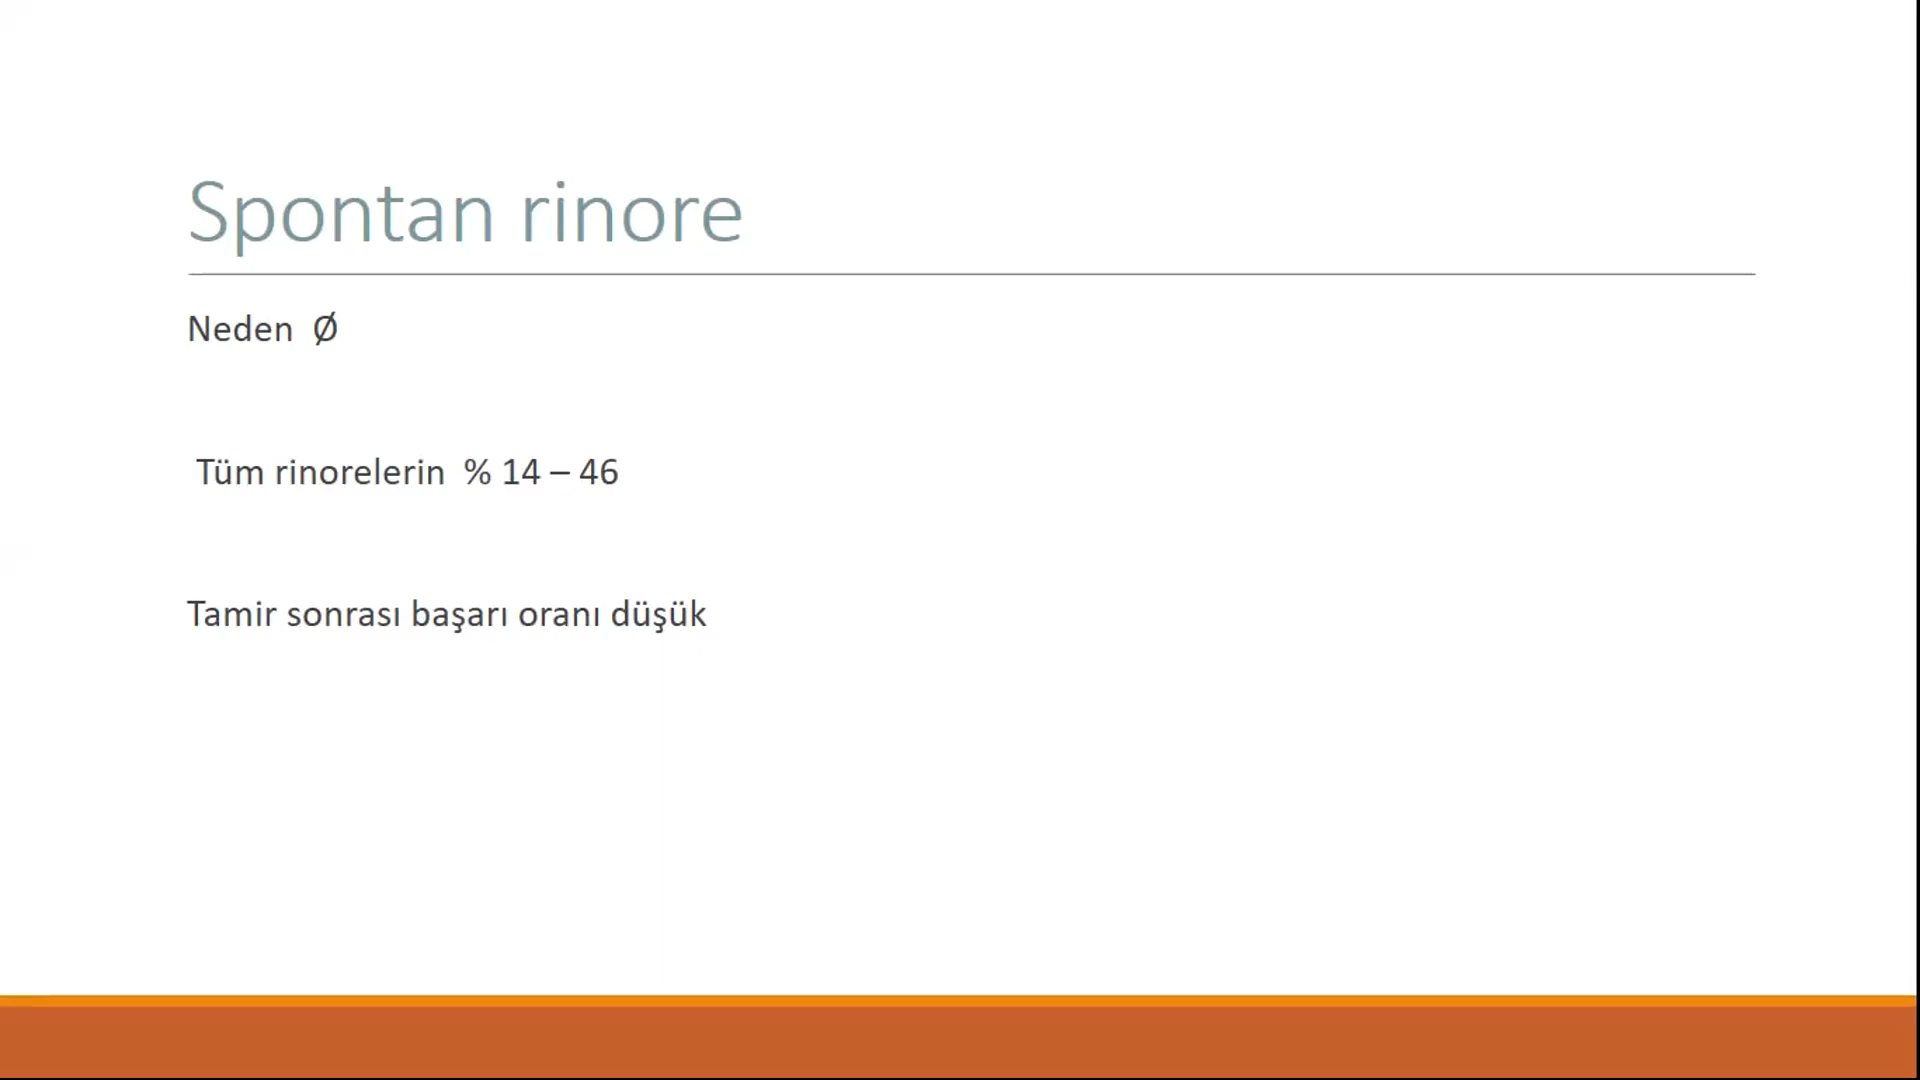 Spontan rinore
Neden Ø
Tüm rinorelerin % 14 – 46
Tamir sonrası başarı oranı düşük